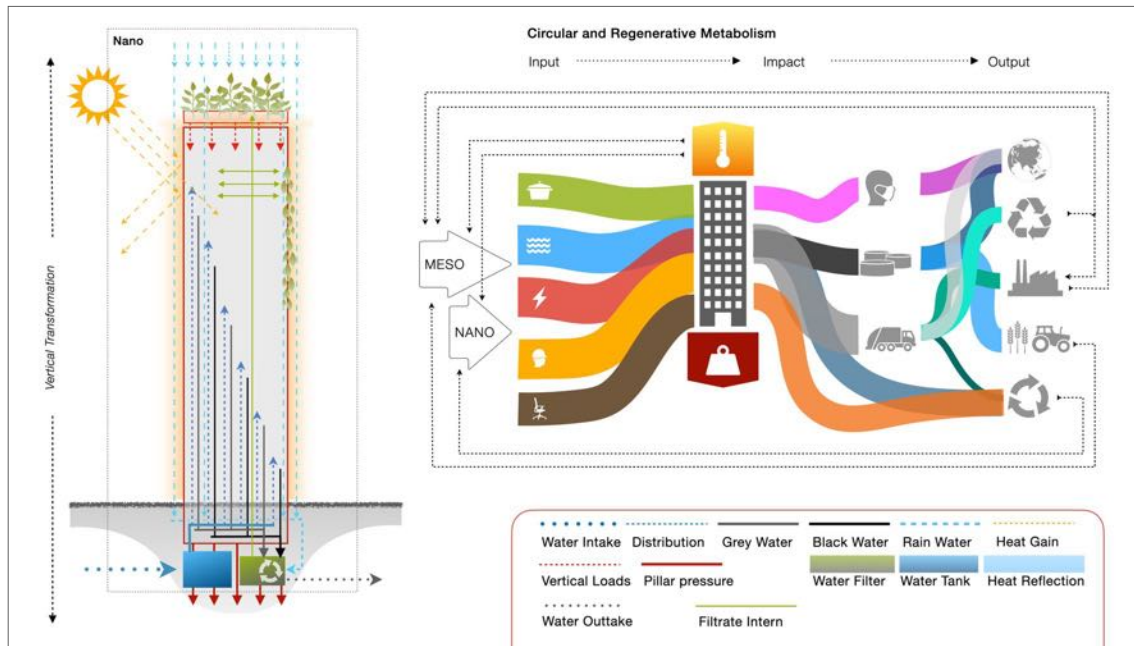 Nano
Vertical Transformation
Circular and Regenerative Metabolism
Input
Impact
Output
MESO
NANO
Water Intake
Distribution
Grey Water
Black Water
Rain Water
Heat Gain
Vertical Loads
Pillar pressure
Water Filter
Water Tank
Heat Reflection
Water Outtake
Filtrate Intern